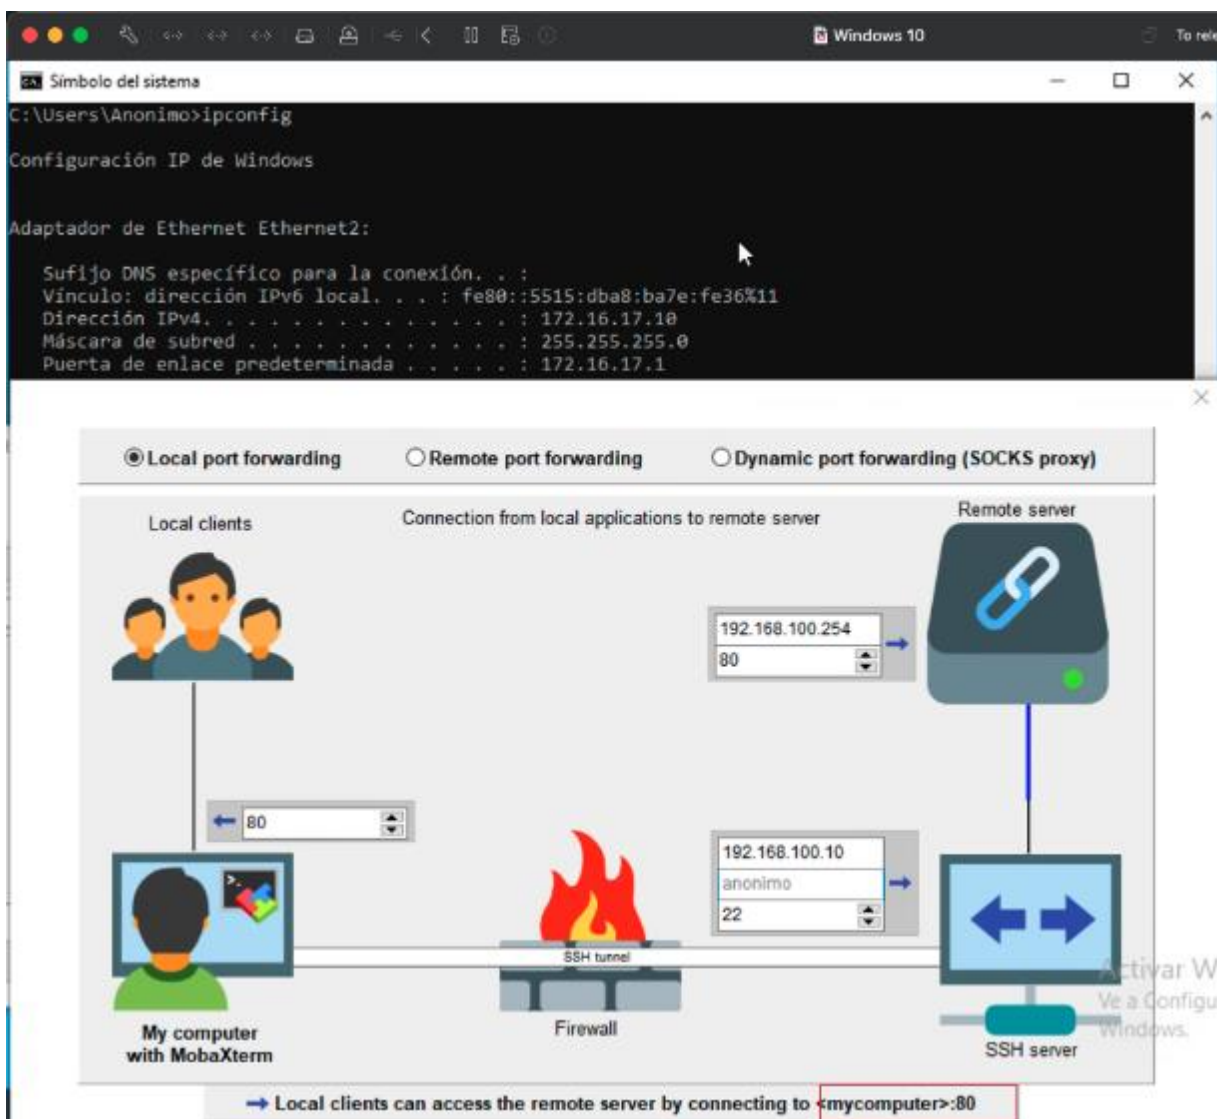 Windows 10
To rele
Símbolo del sistema
C:\Users\Anonimo>ipconfig
Configuración IP de Windows
Adaptador de Ethernet Ethernet2:
Sufijo DNS específico para la conexión. . :
Vínculo: dirección IPv6 local. . . : fe80::5515:dba8:ba7e:fe36%11
Dirección IPv4. . . . . . . . . . . . . . : 172.16.17.10
Máscara de subred . . . . . . . . . . . . : 255.255.255.0
Puerta de enlace predeterminada . . . . . : 172.16.17.1
Local port forwarding Remote port forwarding Dynamic port forwarding (SOCKS proxy)
Local clients Connection from local applications to remote server Remote server
192.168.100.254
80
80
192.168.100.10
anonimo
22
SSH tunnel
Activar W
Ve a Configu
Windows.
My computer
with MobaXterm
Firewall
SSH server
Local clients can access the remote server by connecting to <mycomputer>:80